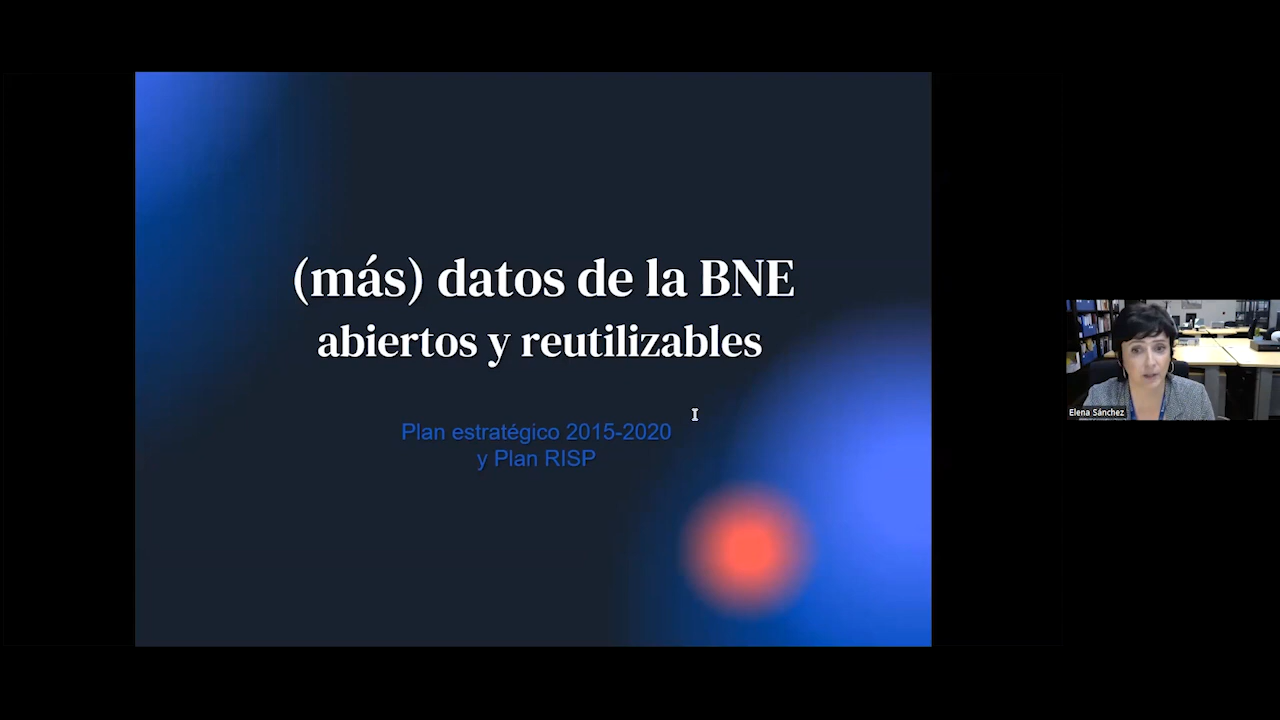 (más) datos de la BNE
abiertos y reutilizables
Plan estratégico 2015-2020
y Plan RISP
Elena Sánchez